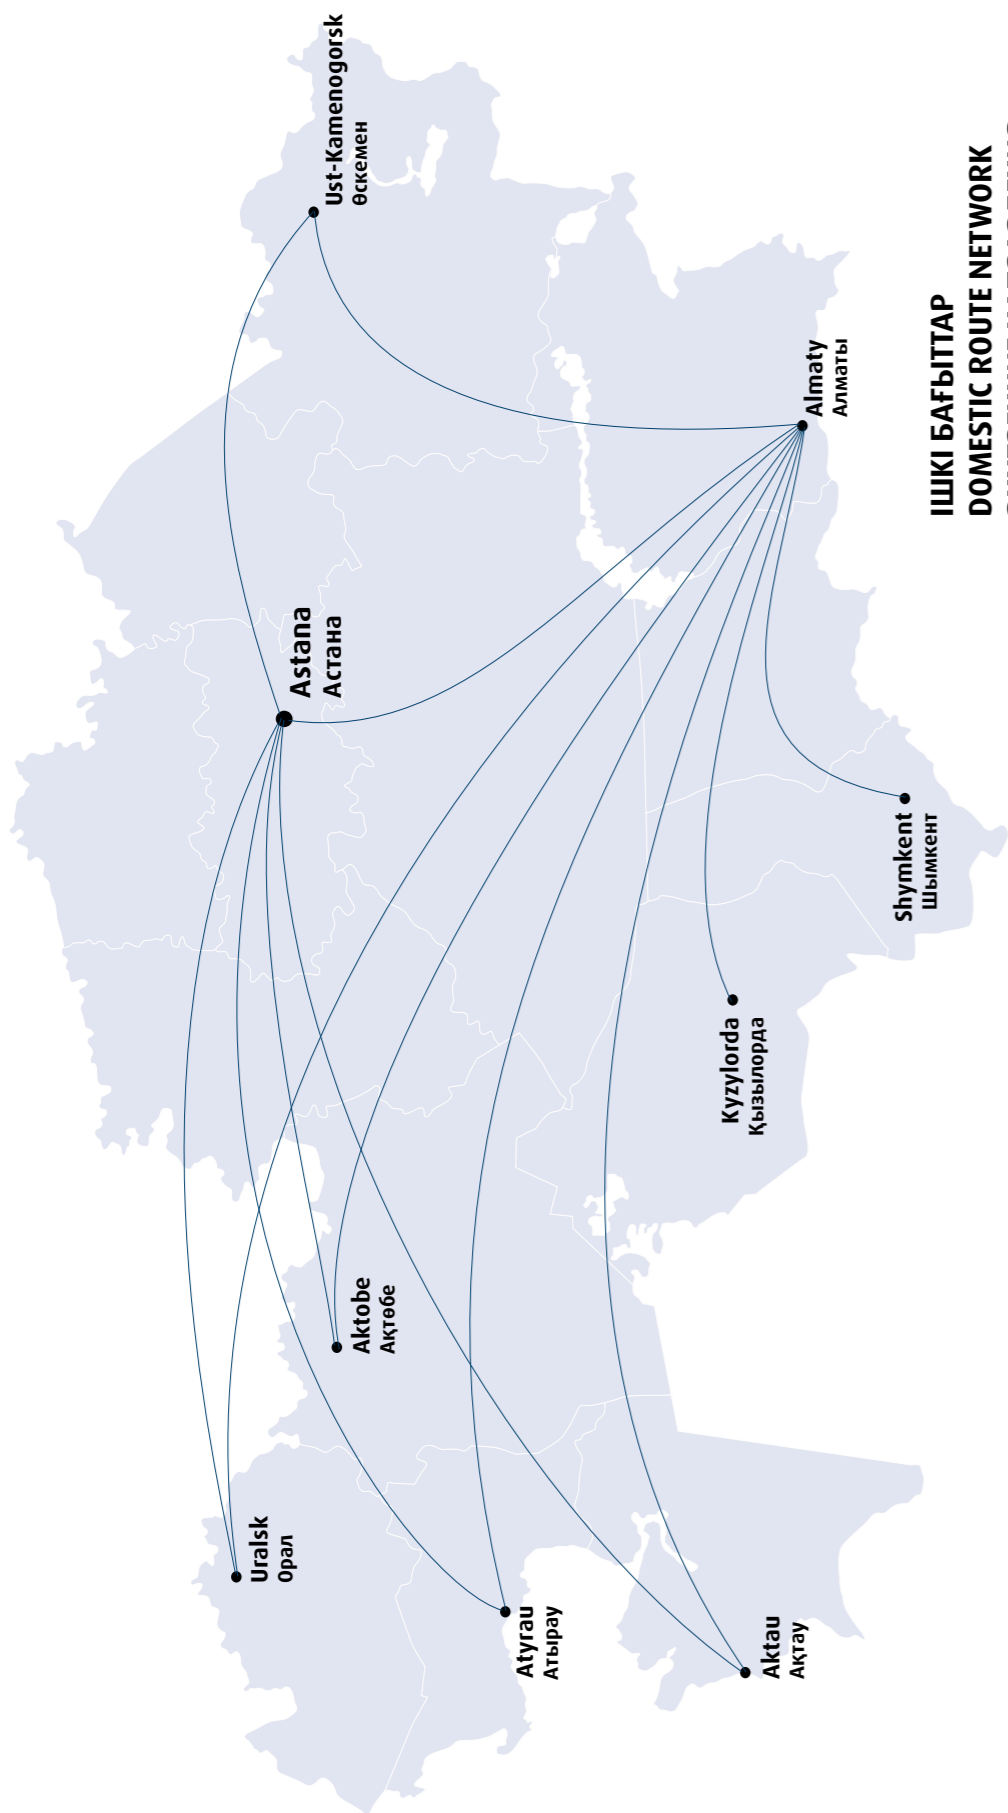 Ust-Kamenogorsk
Өскемен
Astana
Астана
Almaty
Алматы
Uralsk
Орал
Aktobe
Ақтөбе
Atyrau
Атырау
Aktau
Ақтау
Kyzylorda
Қызылорда
Shymkent
Шымкент
ІШКІ БАҒЫТТАР
DOMESTIC ROUTE NETWORK